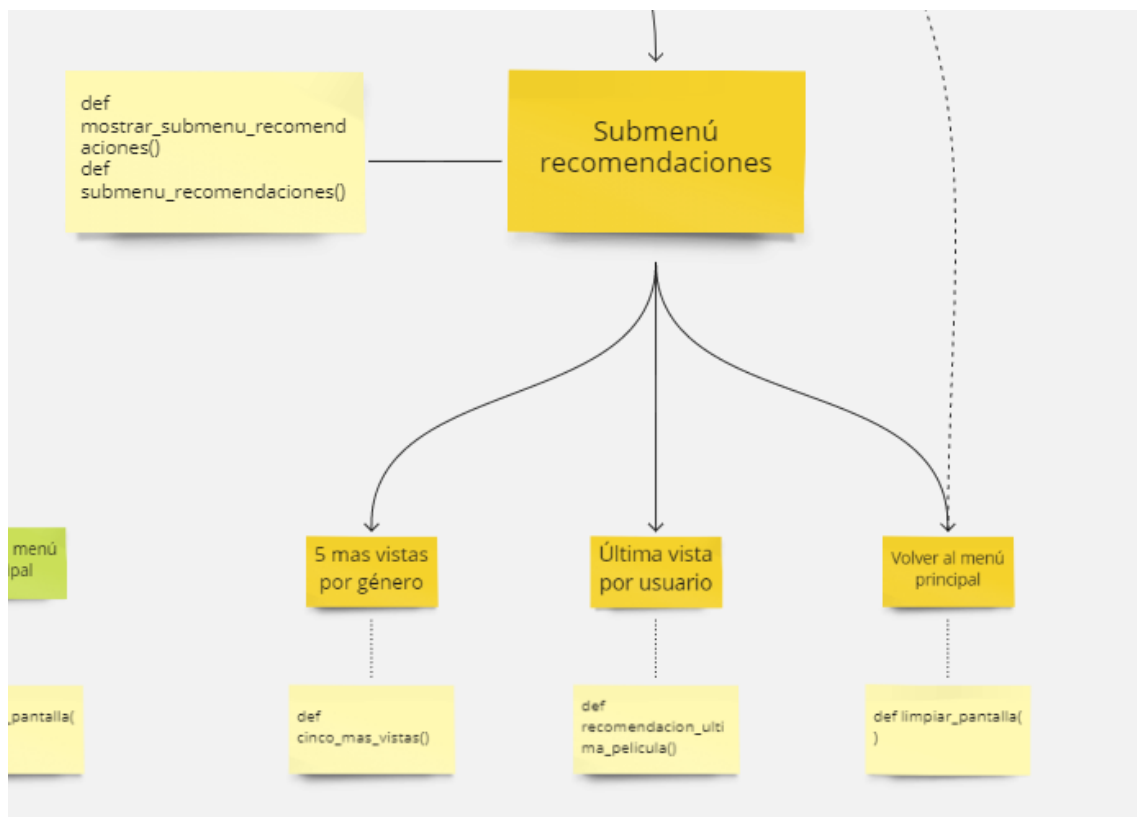 def
mostrar_submenu_recomend
aciones()
def
submenu_recomendaciones()
Submenú
recomendaciones
menú
ipal
5 mas vistas
por género
Última vista
por usuario
Volver al menú
principal
_pantalla(
def
cinco_mas_vistas()
def
recomendacion_ulti
ma_pelicula()
def limpiar_pantalla(
)